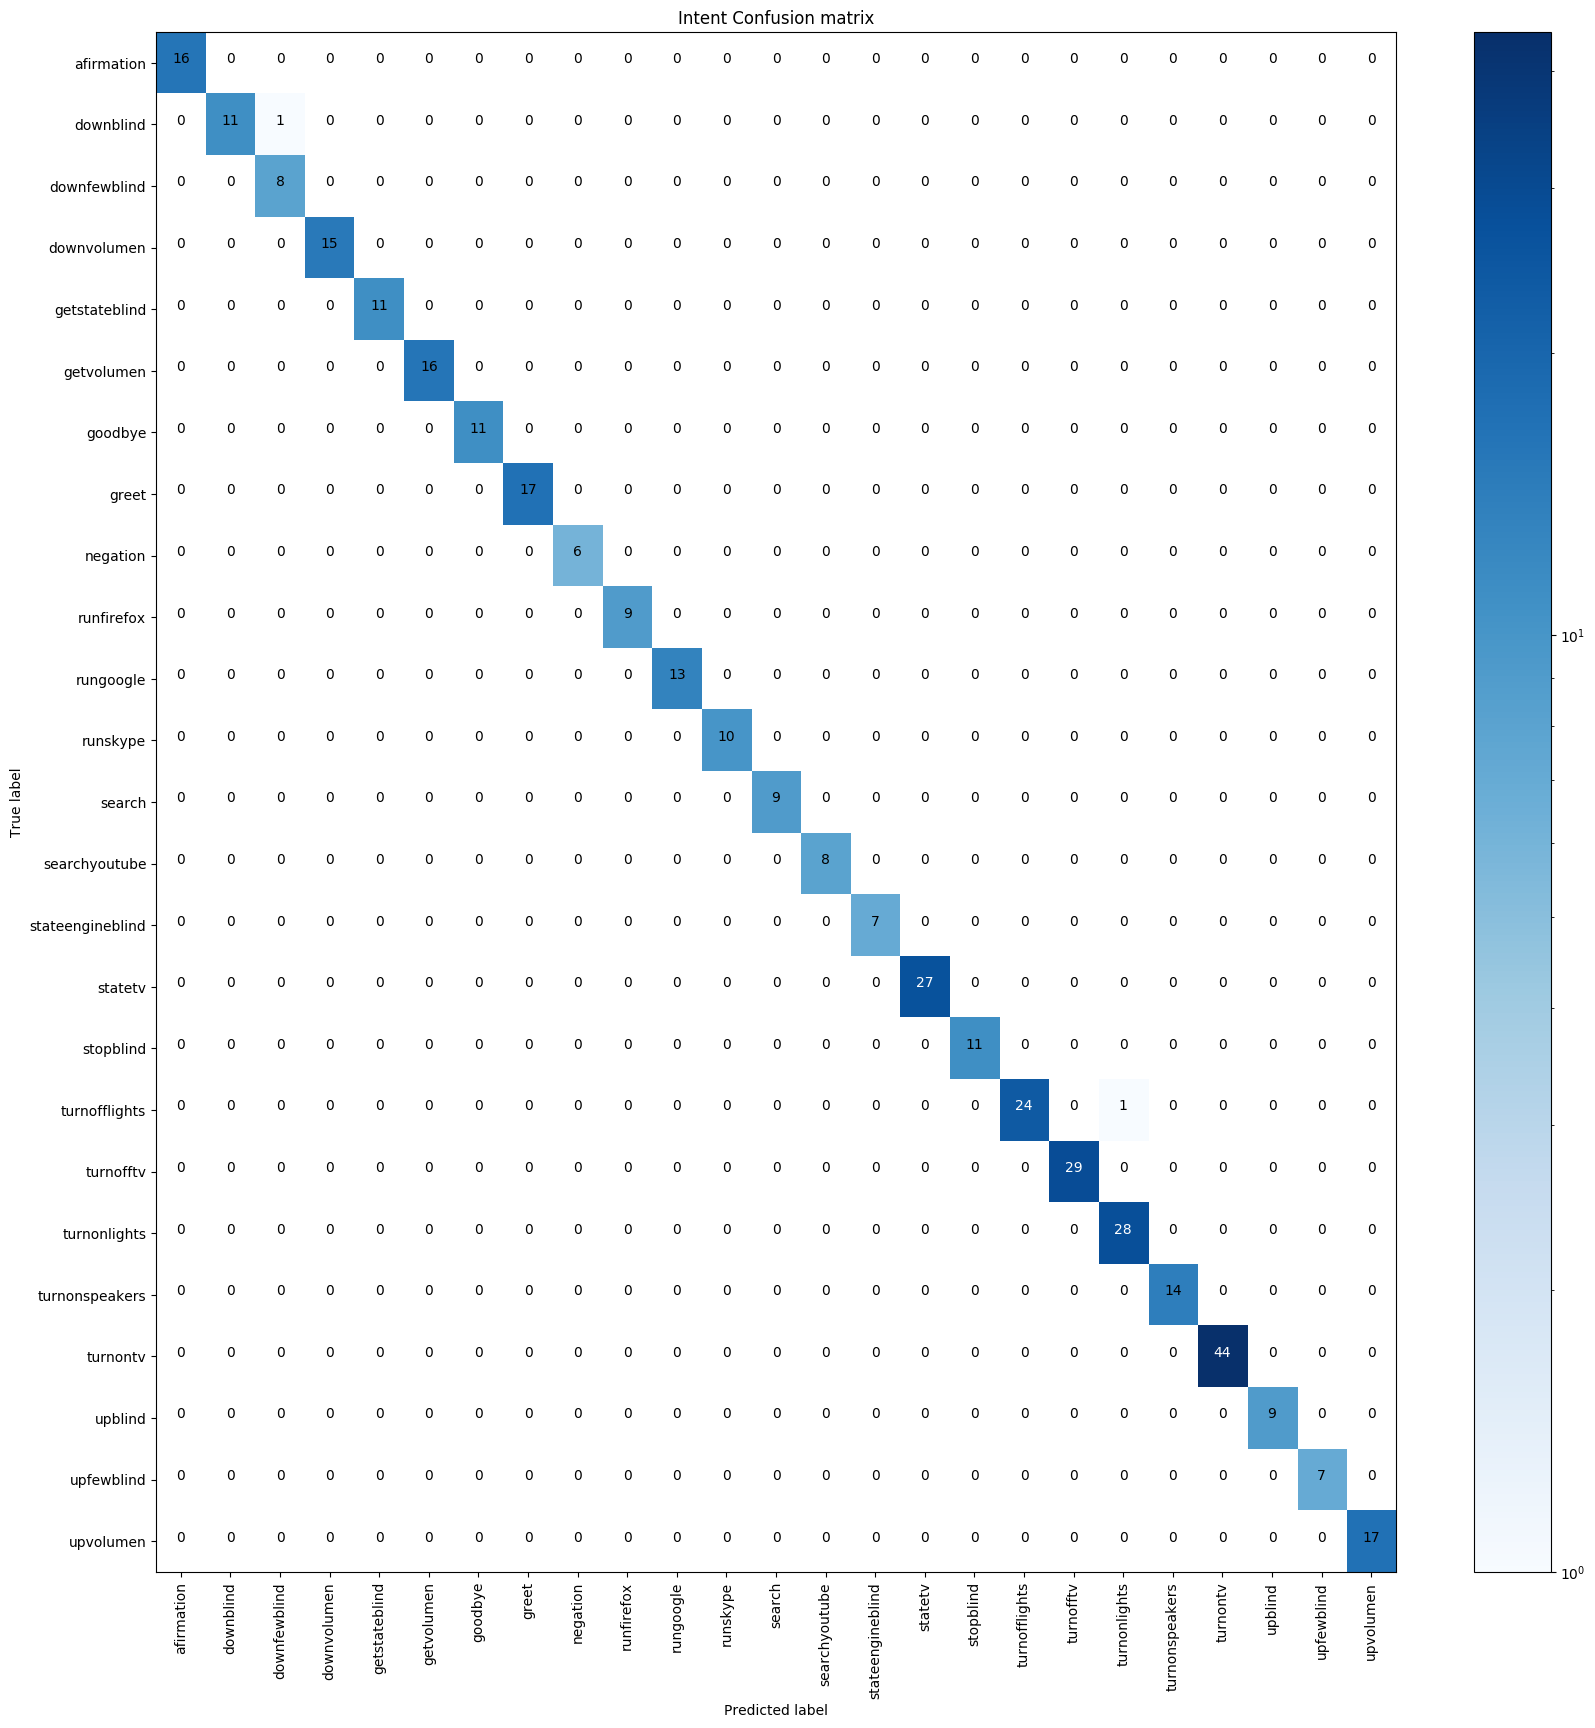 Intent Confusion matrix
afirmation 16 0 0 0 0 0 0 0 0 0 0 0 0 0 0 0 0 0 0 0 0 0 0 0 0
downblind 0 11 1 0 0 0 0 0 0 0 0 0 0 0 0 0 0 0 0 0 0 0 0 0 0
downfewblind 0 0 8 0 0 0 0 0 0 0 0 0 0 0 0 0 0 0 0 0 0 0 0 0 0
downvolumen 0 0 0 15 0 0 0 0 0 0 0 0 0 0 0 0 0 0 0 0 0 0 0 0 0
getstateblind 0 0 0 0 11 0 0 0 0 0 0 0 0 0 0 0 0 0 0 0 0 0 0 0 0
getvolumen 0 0 0 0 0 16 0 0 0 0 0 0 0 0 0 0 0 0 0 0 0 0 0 0 0
goodbye 0 0 0 0 0 0 11 0 0 0 0 0 0 0 0 0 0 0 0 0 0 0 0 0 0
greet 0 0 0 0 0 0 0 17 0 0 0 0 0 0 0 0 0 0 0 0 0 0 0 0 0
negation 0 0 0 0 0 0 0 0 6 0 0 0 0 0 0 0 0 0 0 0 0 0 0 0 0
runfirefox 0 0 0 0 0 0 0 0 0 9 0 0 0 0 0 0 0 0 0 0 0 0 0 0 0
10^1
rungoogle 0 0 0 0 0 0 0 0 0 0 13 0 0 0 0 0 0 0 0 0 0 0 0 0 0
runskype 0 0 0 0 0 0 0 0 0 0 0 10 0 0 0 0 0 0 0 0 0 0 0 0 0
search 0 0 0 0 0 0 0 0 0 0 0 0 9 0 0 0 0 0 0 0 0 0 0 0 0
True label
searchyoutube 0 0 0 0 0 0 0 0 0 0 0 0 0 8 0 0 0 0 0 0 0 0 0 0 0
stateengineblind 0 0 0 0 0 0 0 0 0 0 0 0 0 0 7 0 0 0 0 0 0 0 0 0 0
statetv 0 0 0 0 0 0 0 0 0 0 0 0 0 0 0 27 0 0 0 0 0 0 0 0 0
stopblind 0 0 0 0 0 0 0 0 0 0 0 0 0 0 0 0 11 0 0 0 0 0 0 0 0
turnofflights 0 0 0 0 0 0 0 0 0 0 0 0 0 0 0 0 0 24 0 1 0 0 0 0 0
turnofftv 0 0 0 0 0 0 0 0 0 0 0 0 0 0 0 0 0 0 29 0 0 0 0 0 0
turnonlights 0 0 0 0 0 0 0 0 0 0 0 0 0 0 0 0 0 0 0 28 0 0 0 0 0
turnonspeakers 0 0 0 0 0 0 0 0 0 0 0 0 0 0 0 0 0 0 0 0 14 0 0 0 0
turnontv 0 0 0 0 0 0 0 0 0 0 0 0 0 0 0 0 0 0 0 0 0 44 0 0 0
upblind 0 0 0 0 0 0 0 0 0 0 0 0 0 0 0 0 0 0 0 0 0 0 9 0 0
upfewblind 0 0 0 0 0 0 0 0 0 0 0 0 0 0 0 0 0 0 0 0 0 0 0 7 0
upvolumen 0 0 0 0 0 0 0 0 0 0 0 0 0 0 0 0 0 0 0 0 0 0 0 0 17
10^0
afirmation
downblind
downfewblind
downvolumen
getstateblind
getvolumen
goodbye
greet
negation
runfirefox
rungoogle
runskype
search
searchyoutube
stateengineblind
statetv
stopblind
turnofflights
turnofftv
turnonlights
turnonspeakers
turnontv
upblind
upfewblind
upvolumen
Predicted label